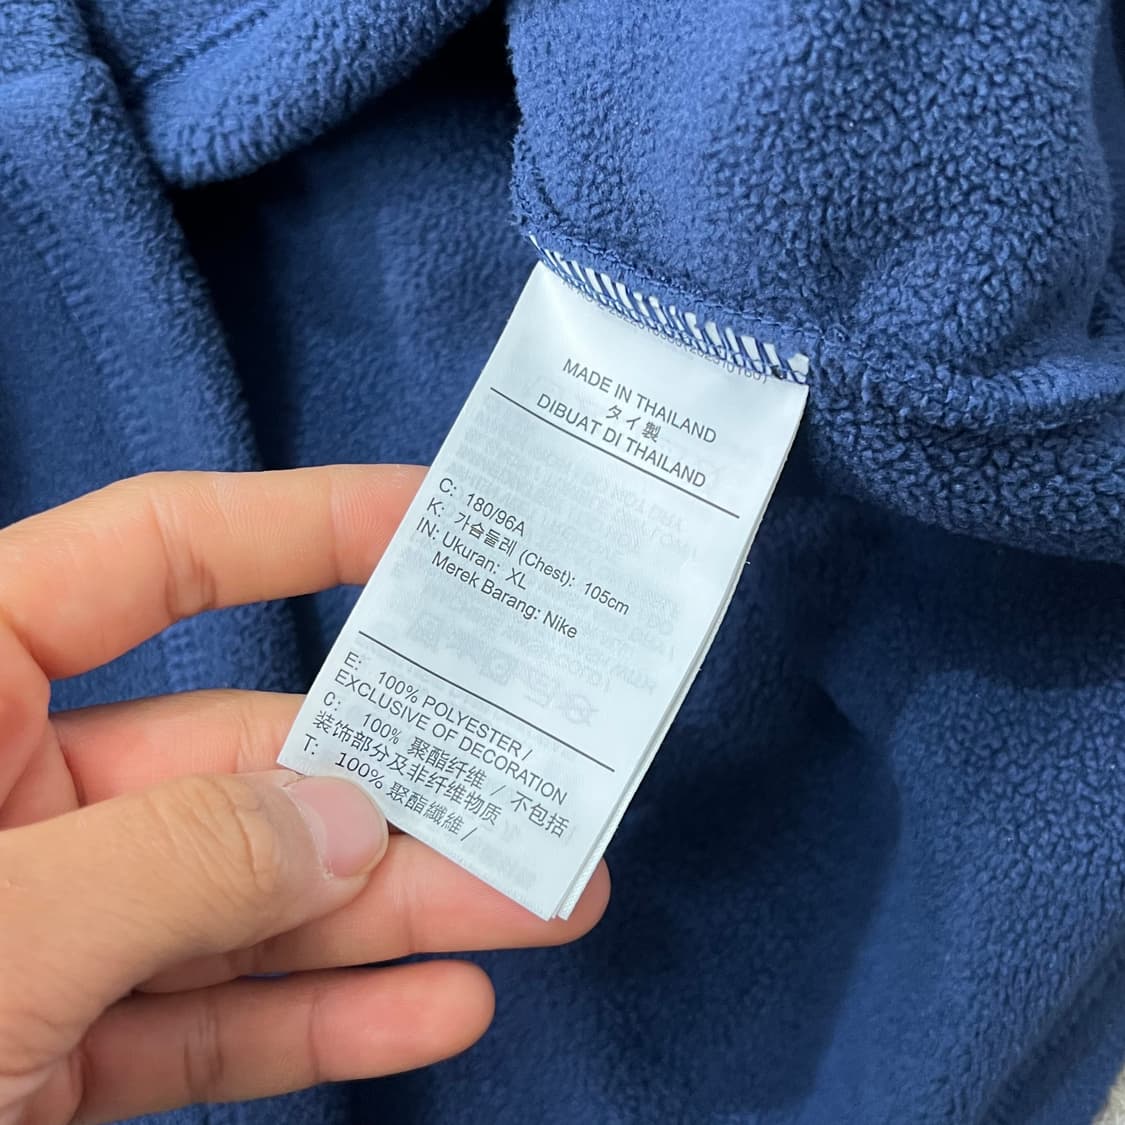 MADE IN THAILAND
タイ製
DIBUAT DI THAILAND
C: 180/96A
K: 가슴둘레 (Chest): 105cm
IN: Ukuran: XL
Merek Barang: Nike
E: 100% POLYESTER /
EXCLUSIVE OF DECORATION
C: 100% 聚酯纤维 / 不包括
装饰部分及非纤维物质
T: 100% 聚酯纖維 /